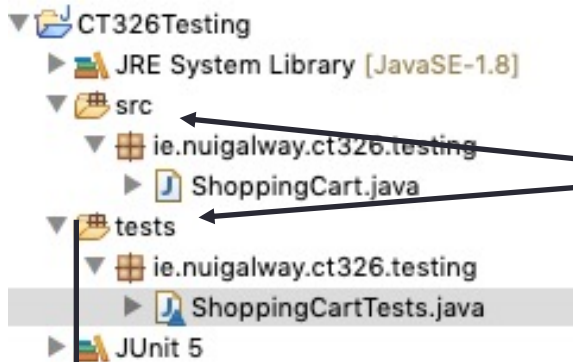 CT326Testing
JRE System Library [JavaSE-1.8]
src
ie.nuigalway.ct326.testing
ShoppingCart.java
tests
ie.nuigalway.ct326.testing
ShoppingCartTests.java
JUnit 5